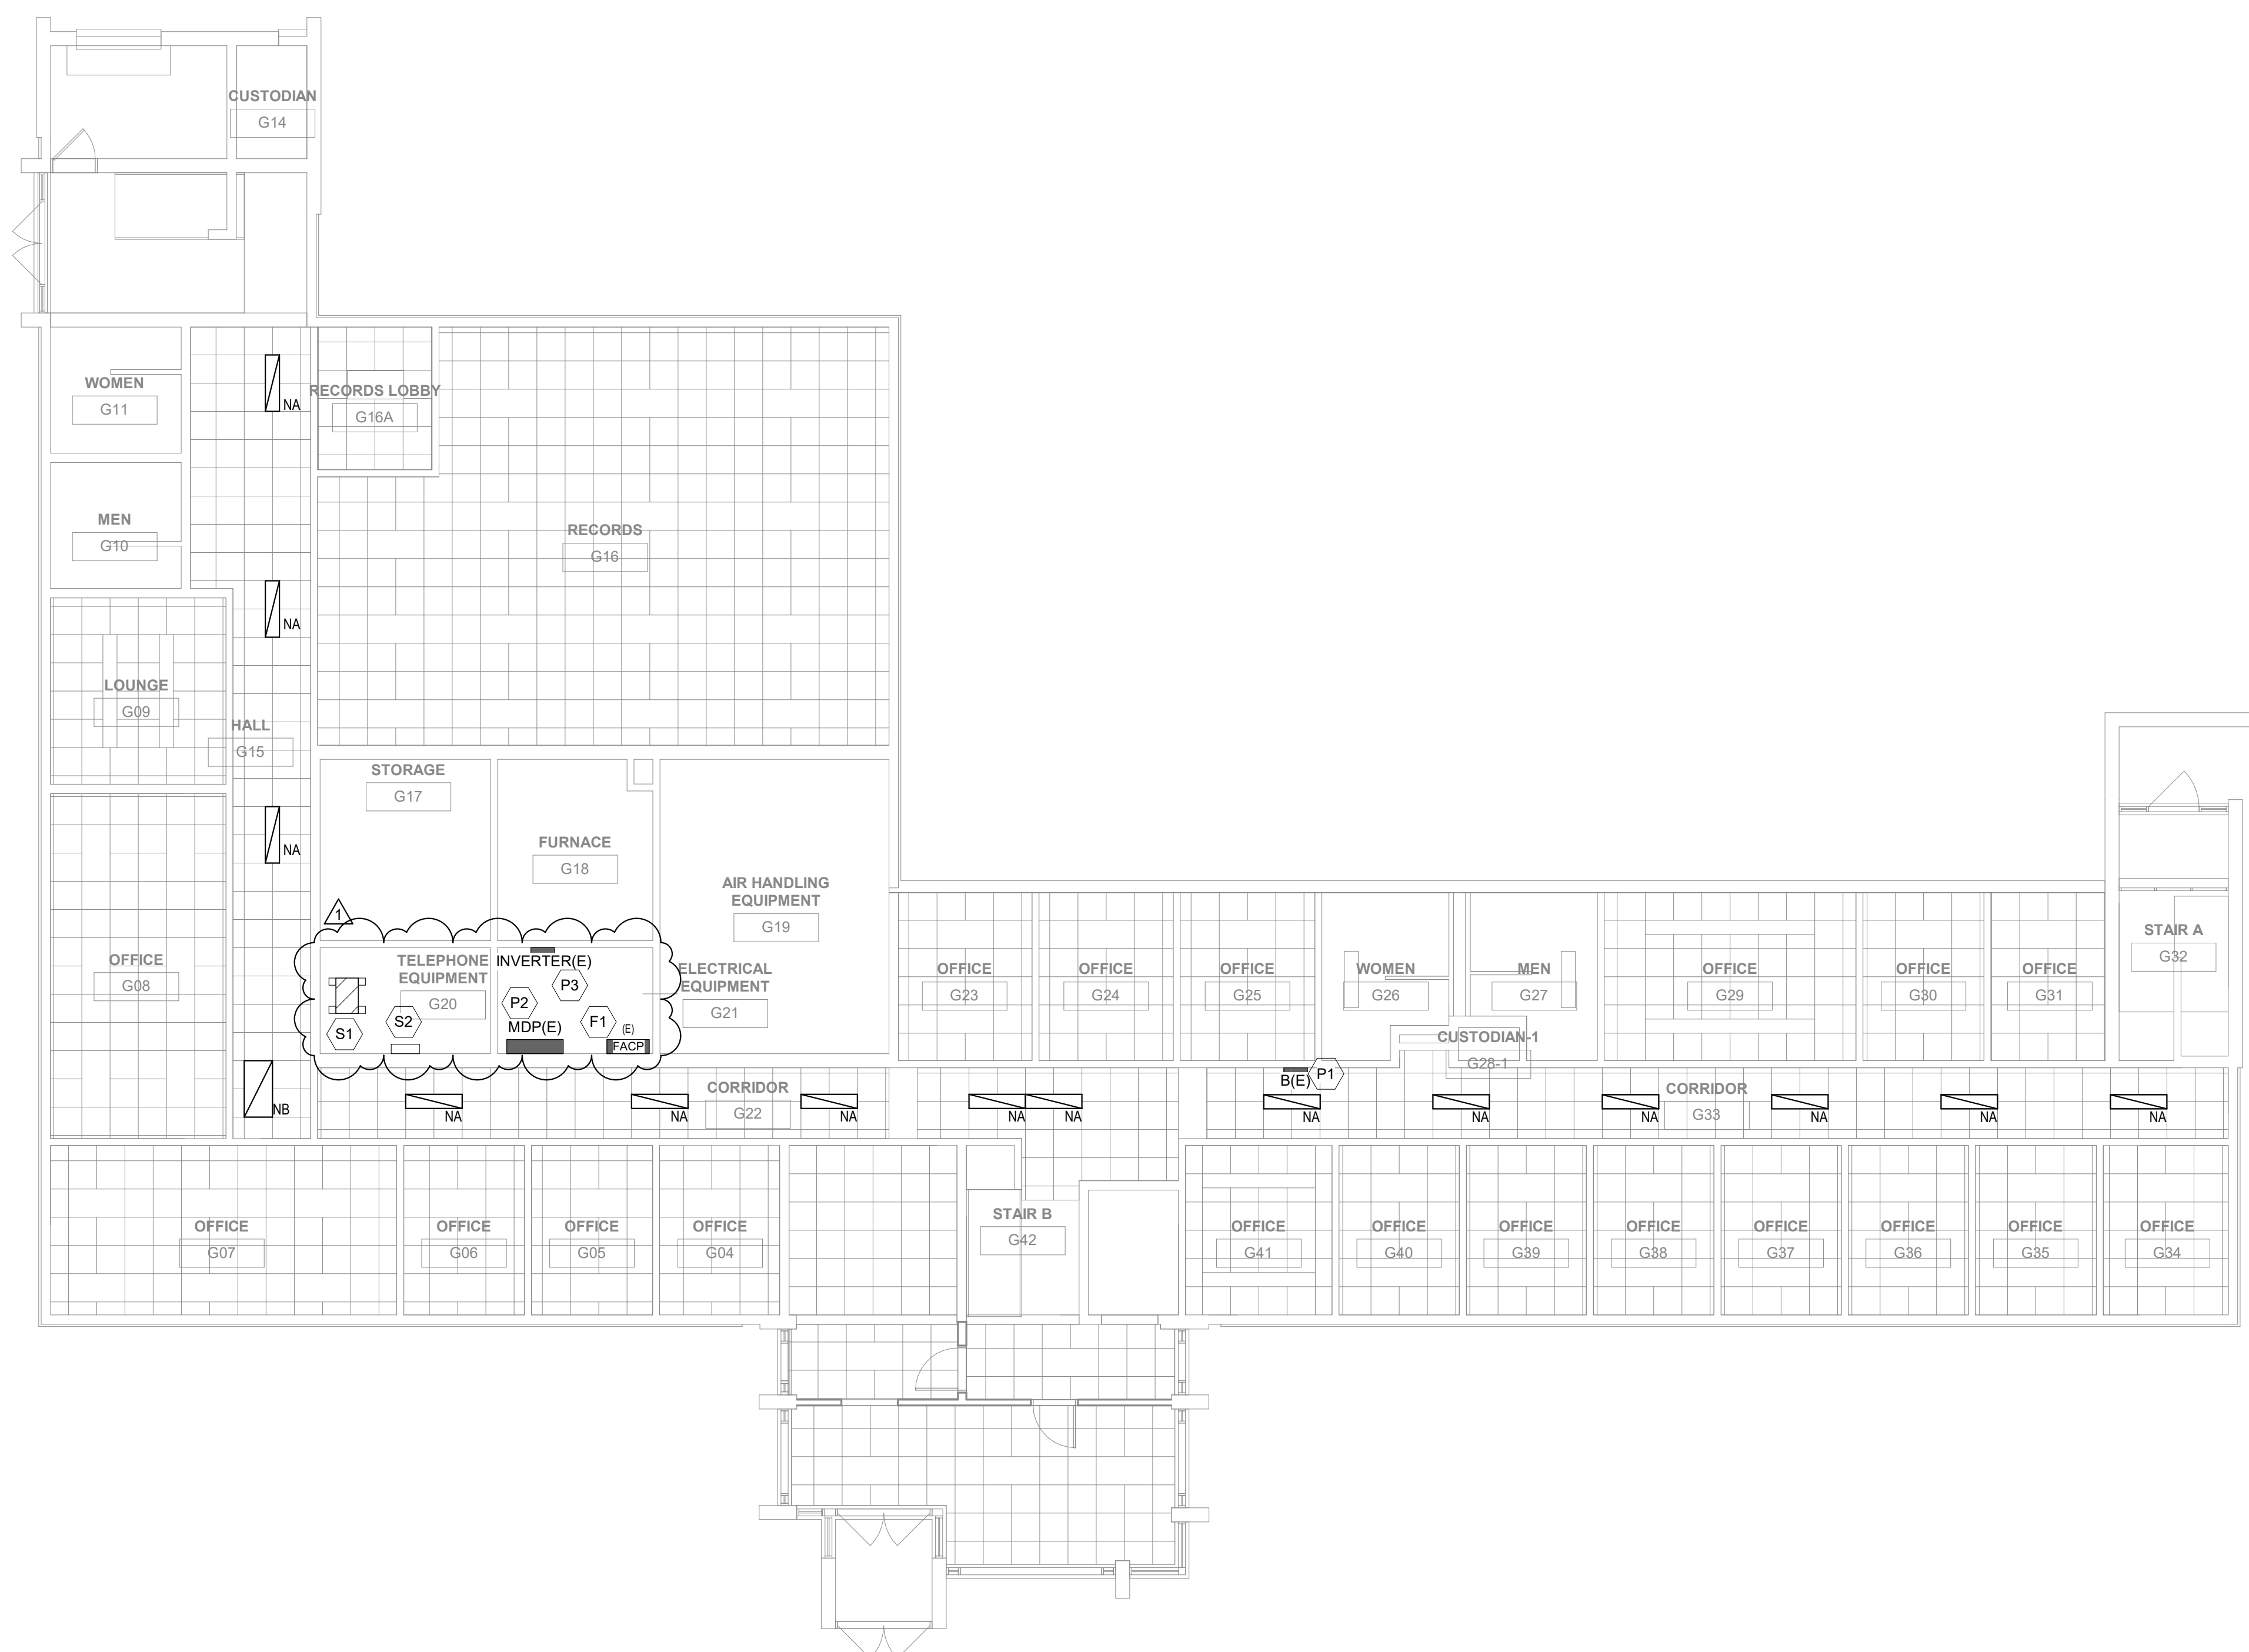 CUSTODIAN
G14
WOMEN
G11
NA
RECORDS LOBBY
G16A
MEN
G10
RECORDS
G16
NA
LOUNGE
G09
HALL
G15
STORAGE
G17
FURNACE
G18
NA
AIR HANDLING
EQUIPMENT
G19
1
OFFICE
G08
TELEPHONE
EQUIPMENT
G20
INVERTER(E)
P3
P2
S1
S2
MDP(E)
F1
(E)
FACP
ELECTRICAL
EQUIPMENT
G21
OFFICE
G23
OFFICE
G24
OFFICE
G25
WOMEN
G26
MEN
G27
CUSTODIAN-1
G28-1
OFFICE
G29
OFFICE
G30
OFFICE
G31
STAIR A
G32
NB
NA
NA
CORRIDOR
G22
NA
NA
NA
B(E)
P1
NA
NA
NA
CORRIDOR
G33
NA
NA
NA
OFFICE
G07
OFFICE
G06
OFFICE
G05
OFFICE
G04
STAIR B
G42
OFFICE
G41
OFFICE
G40
OFFICE
G39
OFFICE
G38
OFFICE
G37
OFFICE
G36
OFFICE
G35
OFFICE
G34